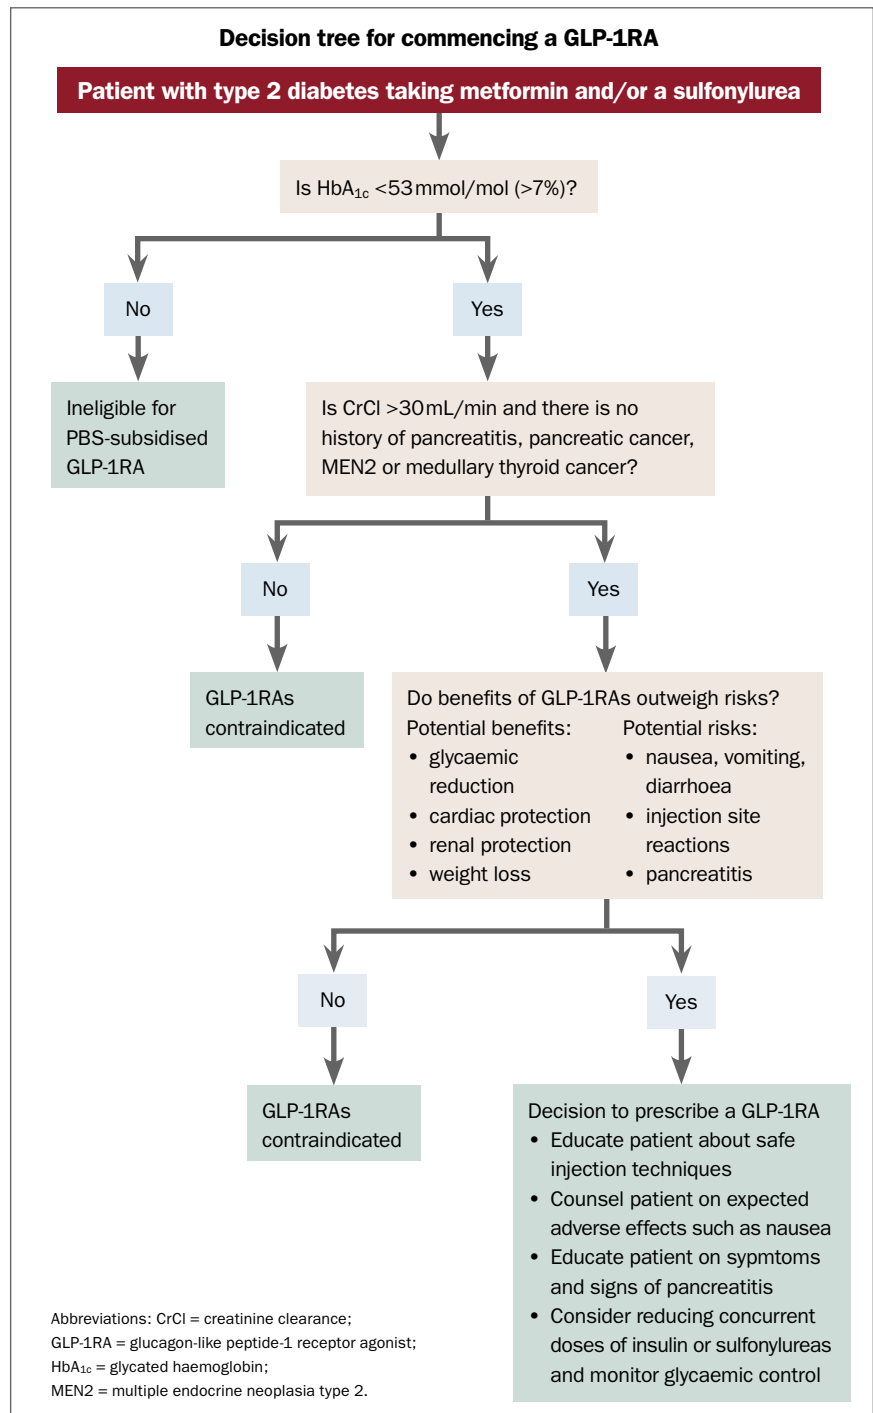 Decision tree for commencing a GLP-1RA
Patient with type 2 diabetes taking metformin and/or a sulfonylurea
Is HbA1c <53 mmol/mol (>7%)?
No
Yes
Ineligible for
PBS-subsidised
GLP-1RA
Is CrCl >30 mL/min and there is no
history of pancreatitis, pancreatic cancer,
MEN2 or medullary thyroid cancer?
No
Yes
GLP-1RAs
contraindicated
Do benefits of GLP-1RAs outweigh risks?
Potential benefits:
• glycaemic
reduction
• cardiac protection
• renal protection
• weight loss
Potential risks:
• nausea, vomiting,
diarrhoea
• injection site
reactions
• pancreatitis
No
Yes
GLP-1RAs
contraindicated
Decision to prescribe a GLP-1RA
• Educate patient about safe
injection techniques
• Counsel patient on expected
adverse effects such as nausea
• Educate patient on sypmtoms
and signs of pancreatitis
• Consider reducing concurrent
doses of insulin or sulfonylureas
and monitor glycaemic control
Abbreviations: CrCl = creatinine clearance;
GLP-1RA = glucagon-like peptide-1 receptor agonist;
HbA1c = glycated haemoglobin;
MEN2 = multiple endocrine neoplasia type 2.